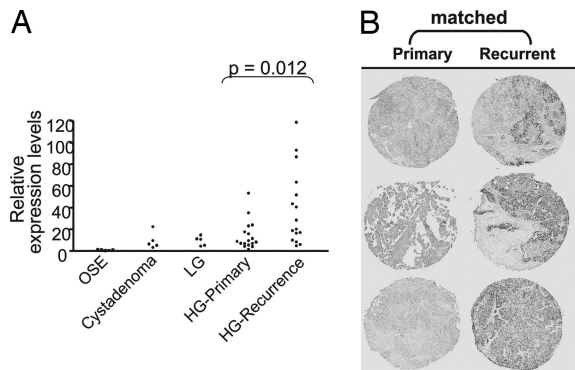 A
p = 0.012
Relative
expression levels
120
100
80
60
40
20
0
OSE
Cystadenoma
LG
HG-Primary
HG-Recurrence
B
matched
Primary Recurrent